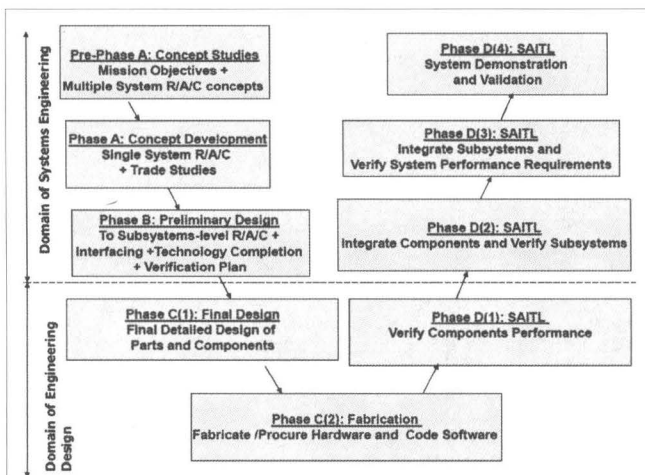 Domain of Systems Engineering
Pre-Phase A: Concept Studies
Mission Objectives +
Multiple System R/A/C concepts
Phase A: Concept Development
Single System R/A/C
+ Trade Studies
Phase B: Preliminary Design
To Subsystems-level R/A/C +
Interfacing +Technology Completion
+ Verification Plan
Phase D(4): SAITL
System Demonstration
and Validation
Phase D(3): SAITL
Integrate Subsystems and
Verify System Performance Requirements
Phase D(2): SAITL
Integrate Components and Verify Subsystems
Domain of Engineering
Design
Phase C(1): Final Design
Final Detailed Design of
Parts and Components
Phase D(1): SAITL
Verify Components Performance
Phase C(2): Fabrication
Fabricate /Procure Hardware and Code Software